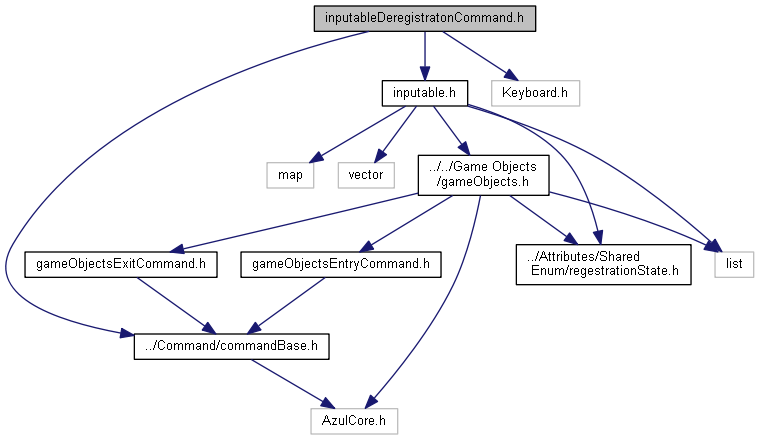 inputableDeregistratonCommand.h
inputable.h
Keyboard.h
map
vector
../../Game Objects
/gameObjects.h
gameObjectsExitCommand.h
gameObjectsEntryCommand.h
../Attributes/Shared
Enum/regestrationState.h
list
../Command/commandBase.h
AzulCore.h